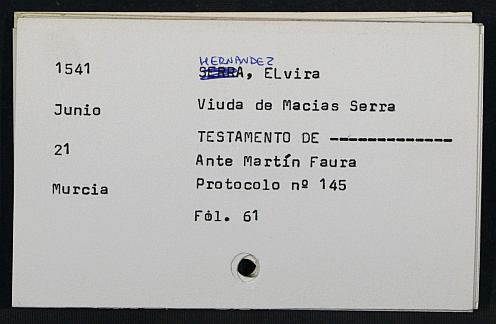 HERNANDEZ
1541 SERRA, ELvira
Junio Viuda de Macias Serra
TESTAMENTO DE -------------
21 Ante Martín Faura
Murcia Protocolo nº 145
Fol. 61